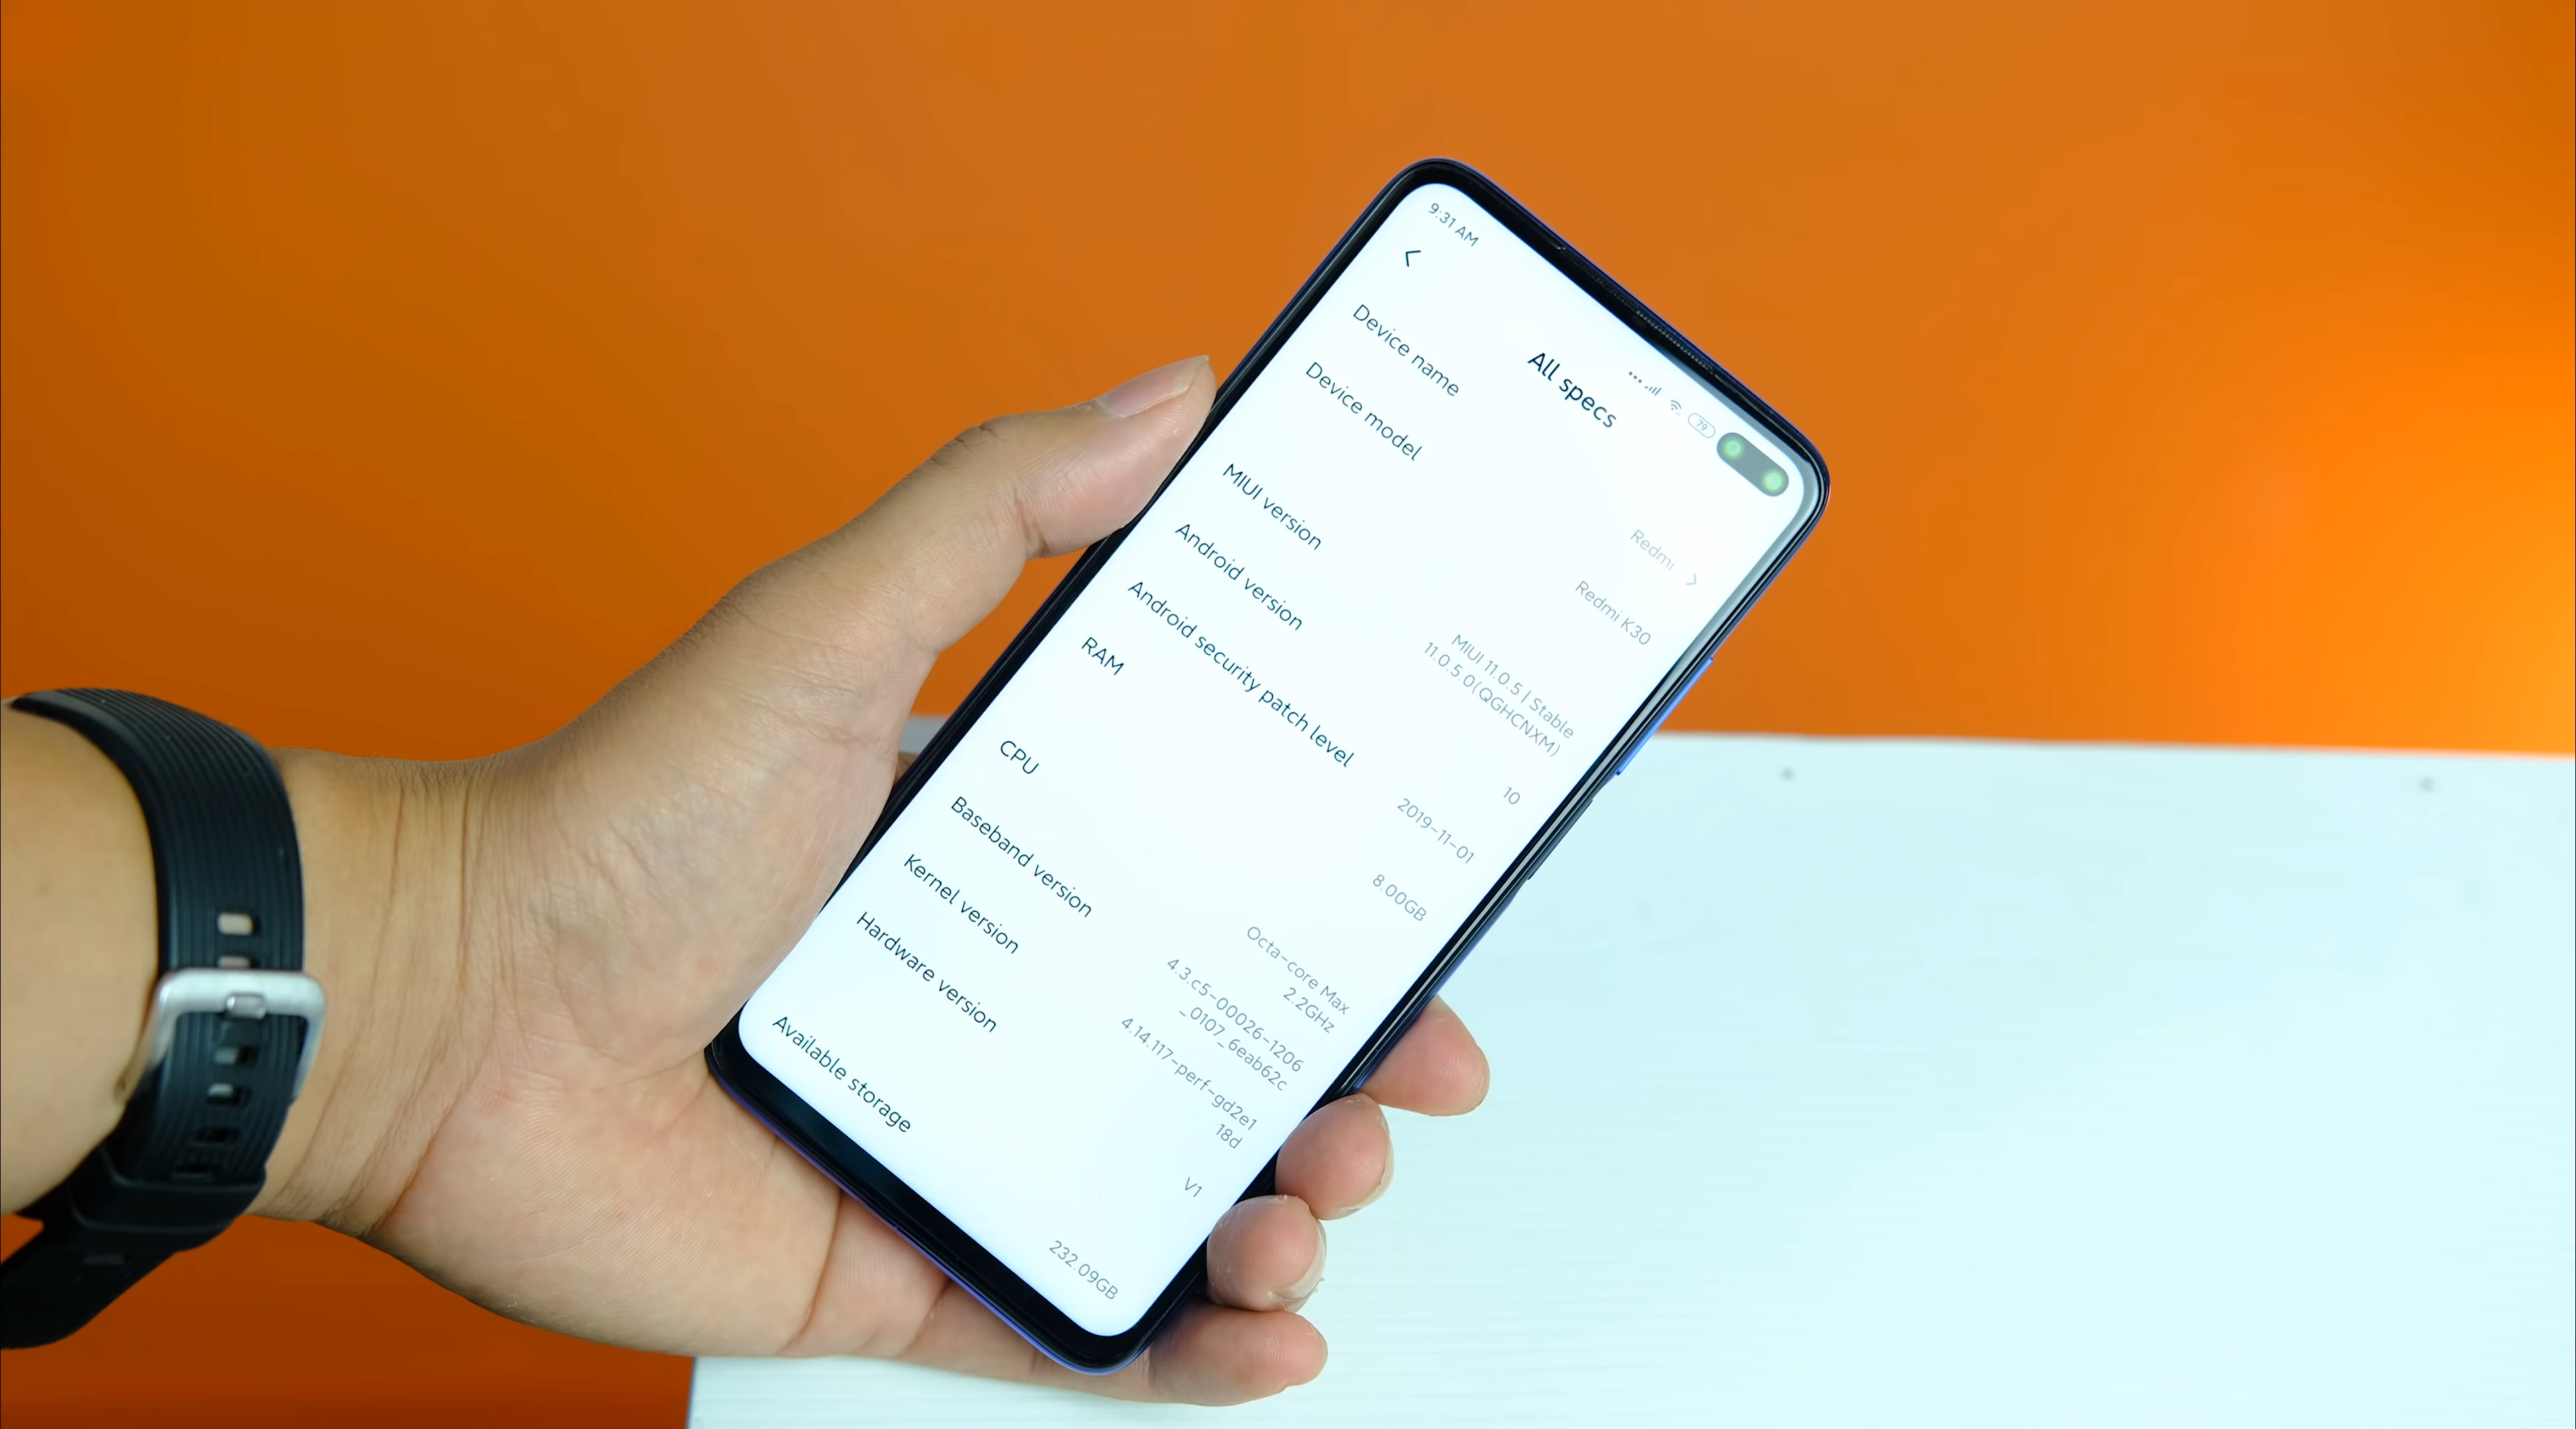 9:31 AM
79
All specs
Device name
Redmi
Device model
Redmi K30
MIUI version
MIUI 11.0.5 | Stable
11.0.5.0(QGHCNXM)
Android version
10
Android security patch level
2019-11-01
RAM
8.00GB
CPU
Octa-core Max
2.2GHz
Baseband version
4.3.c5-00026-1206
_0107_6eab62c
Kernel version
4.14.117-perf-gd2e1
18d
Hardware version
V1
Available storage
232.09GB